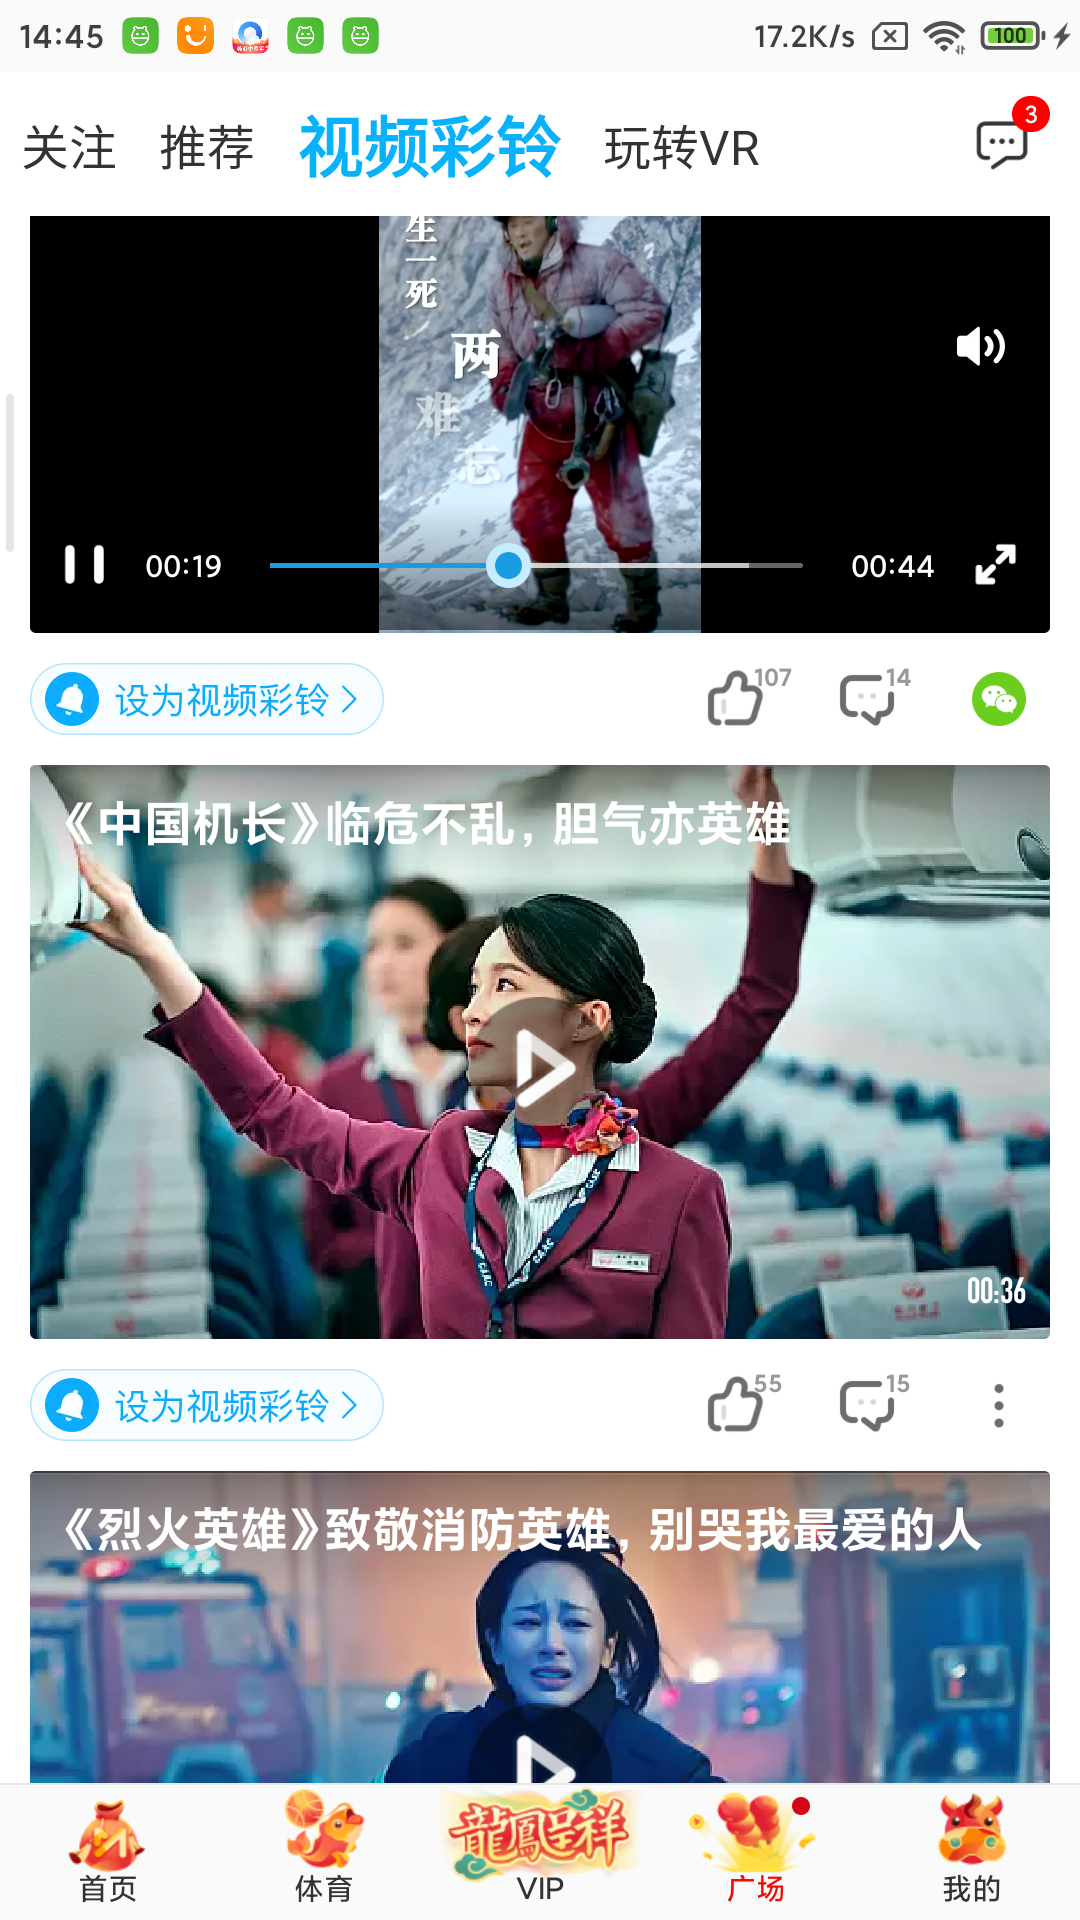 14:45
17.2K/s
100
关注 推荐 视频彩铃 玩转VR
3
生一死
两
难
忘
00:19
00:44
设为视频彩铃
107
14
《中国机长》临危不乱，胆气亦英雄
CAAC
CAAC
CAAC
00:36
设为视频彩铃
55
15
《烈火英雄》致敬消防英雄，别哭我最爱的人
龍鳳呈祥
首页
体育
VIP
广场
我的